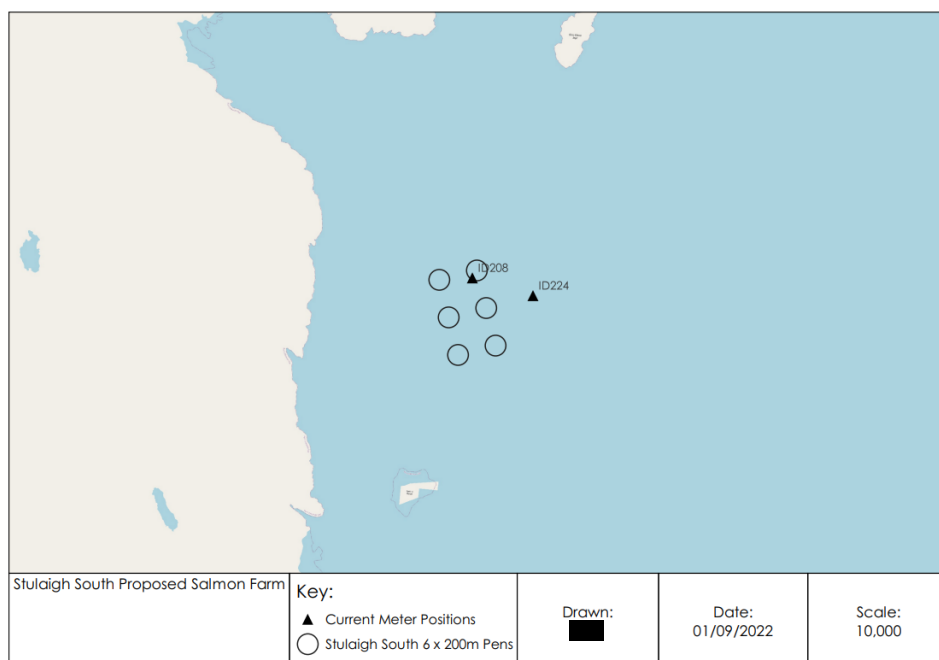 ID208
ID224
Stulaigh South Proposed Salmon Farm
Key:
Current Meter Positions
Stulaigh South 6 x 200m Pens
Drawn:
Date:
01/09/2022
Scale:
10,000